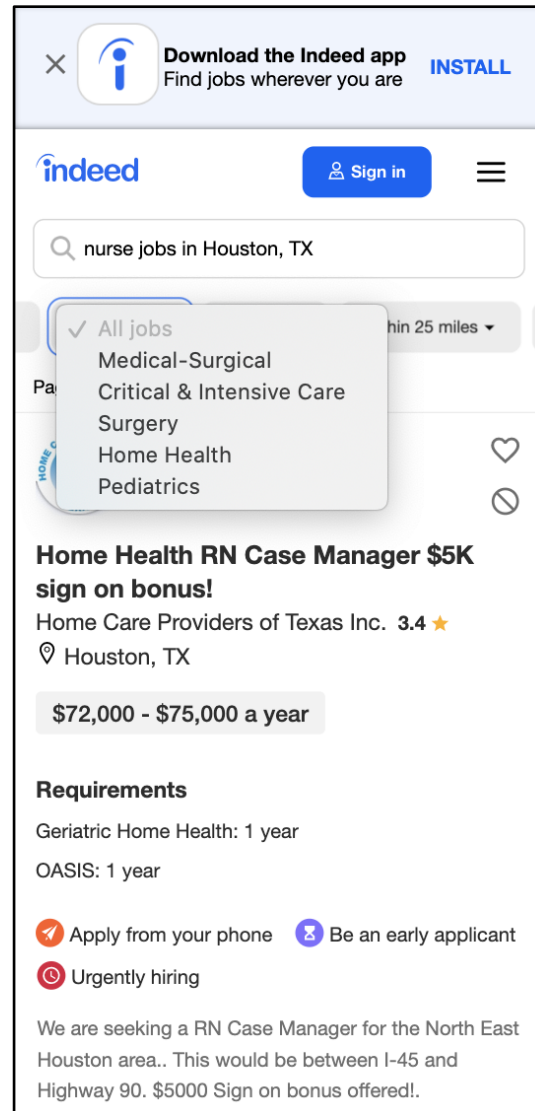 Download the Indeed app
Find jobs wherever you are
INSTALL
indeed
Sign in
nurse jobs in Houston, TX
hin 25 miles
All jobs
Medical-Surgical
Critical & Intensive Care
Surgery
Home Health
Pediatrics
Pa
HOME C
Home Health RN Case Manager $5K
sign on bonus!
Home Care Providers of Texas Inc. 3.4
Houston, TX
$72,000 - $75,000 a year
Requirements
Geriatric Home Health: 1 year
OASIS: 1 year
Apply from your phone Be an early applicant
Urgently hiring
We are seeking a RN Case Manager for the North East
Houston area.. This would be between I-45 and
Highway 90. $5000 Sign on bonus offered!.